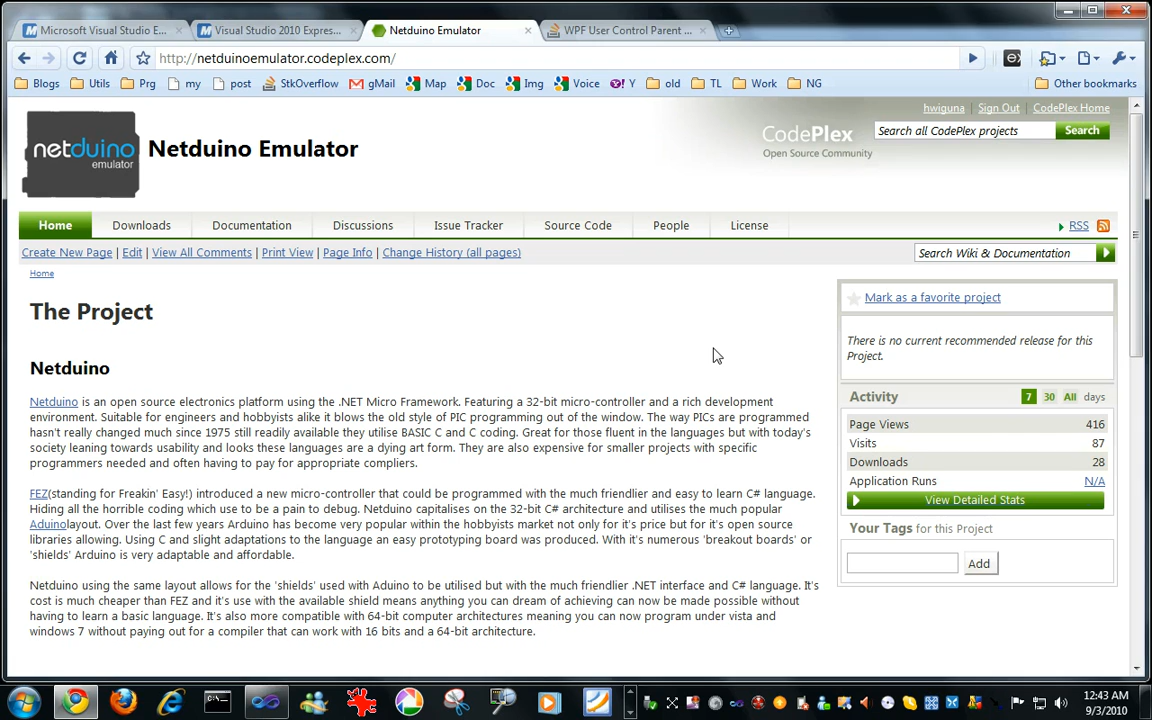 Microsoft Visual Studio E...
Visual Studio 2010 Expres...
Netduino Emulator
WPF User Control Parent ...
http://netduinoemulator.codeplex.com/
Blogs Utils Prg my post StkOverflow gMail Map Doc Img Voice Y old TL Work NG Other bookmarks
hwiguna | Sign Out | CodePlex Home
netduino emulator
Netduino Emulator
CodePlex
Open Source Community
Search all CodePlex projects Search
Home Downloads Documentation Discussions Issue Tracker Source Code People License RSS
Create New Page | Edit | View All Comments | Print View | Page Info | Change History (all pages)
Search Wiki & Documentation
Home
The Project
Netduino
Netduino is an open source electronics platform using the .NET Micro Framework. Featuring a 32-bit micro-controller and a rich development
environment. Suitable for engineers and hobbyists alike it blows the old style of PIC programming out of the window. The way PICs are programmed
hasn't really changed much since 1975 still readily available they utilise BASIC C and C coding. Great for those fluent in the languages but with today's
society leaning towards usability and looks these languages are a dying art form. They are also expensive for smaller projects with specific
programmers needed and often having to pay for appropriate compliers.
FEZ(standing for Freakin' Easy!) introduced a new micro-controller that could be programmed with the much friendlier and easy to learn C# language.
Hiding all the horrible coding which use to be a pain to debug. Netduino capitalises on the 32-bit C# architecture and utilises the much popular
Aduinolayout. Over the last few years Arduino has become very popular within the hobbyists market not only for it's price but for it's open source
libraries allowing. Using C and slight adaptations to the language an easy prototyping board was produced. With it's numerous 'breakout boards' or
'shields' Arduino is very adaptable and affordable.
Netduino using the same layout allows for the 'shields' used with Aduino to be utilised but with the much friendlier .NET interface and C# language. It's
cost is much cheaper than FEZ and it's use with the available shield means anything you can dream of achieving can now be made possible without
having to learn a basic language. It's also more compatible with 64-bit computer architectures meaning you can now program under vista and
windows 7 without paying out for a compiler that can work with 16 bits and a 64-bit architecture.
Mark as a favorite project
There is no current recommended release for this
Project.
Activity 7 30 All days
Page Views 416
Visits 87
Downloads 28
Application Runs N/A
View Detailed Stats
Your Tags for this Project
Add
12:43 AM
9/3/2010